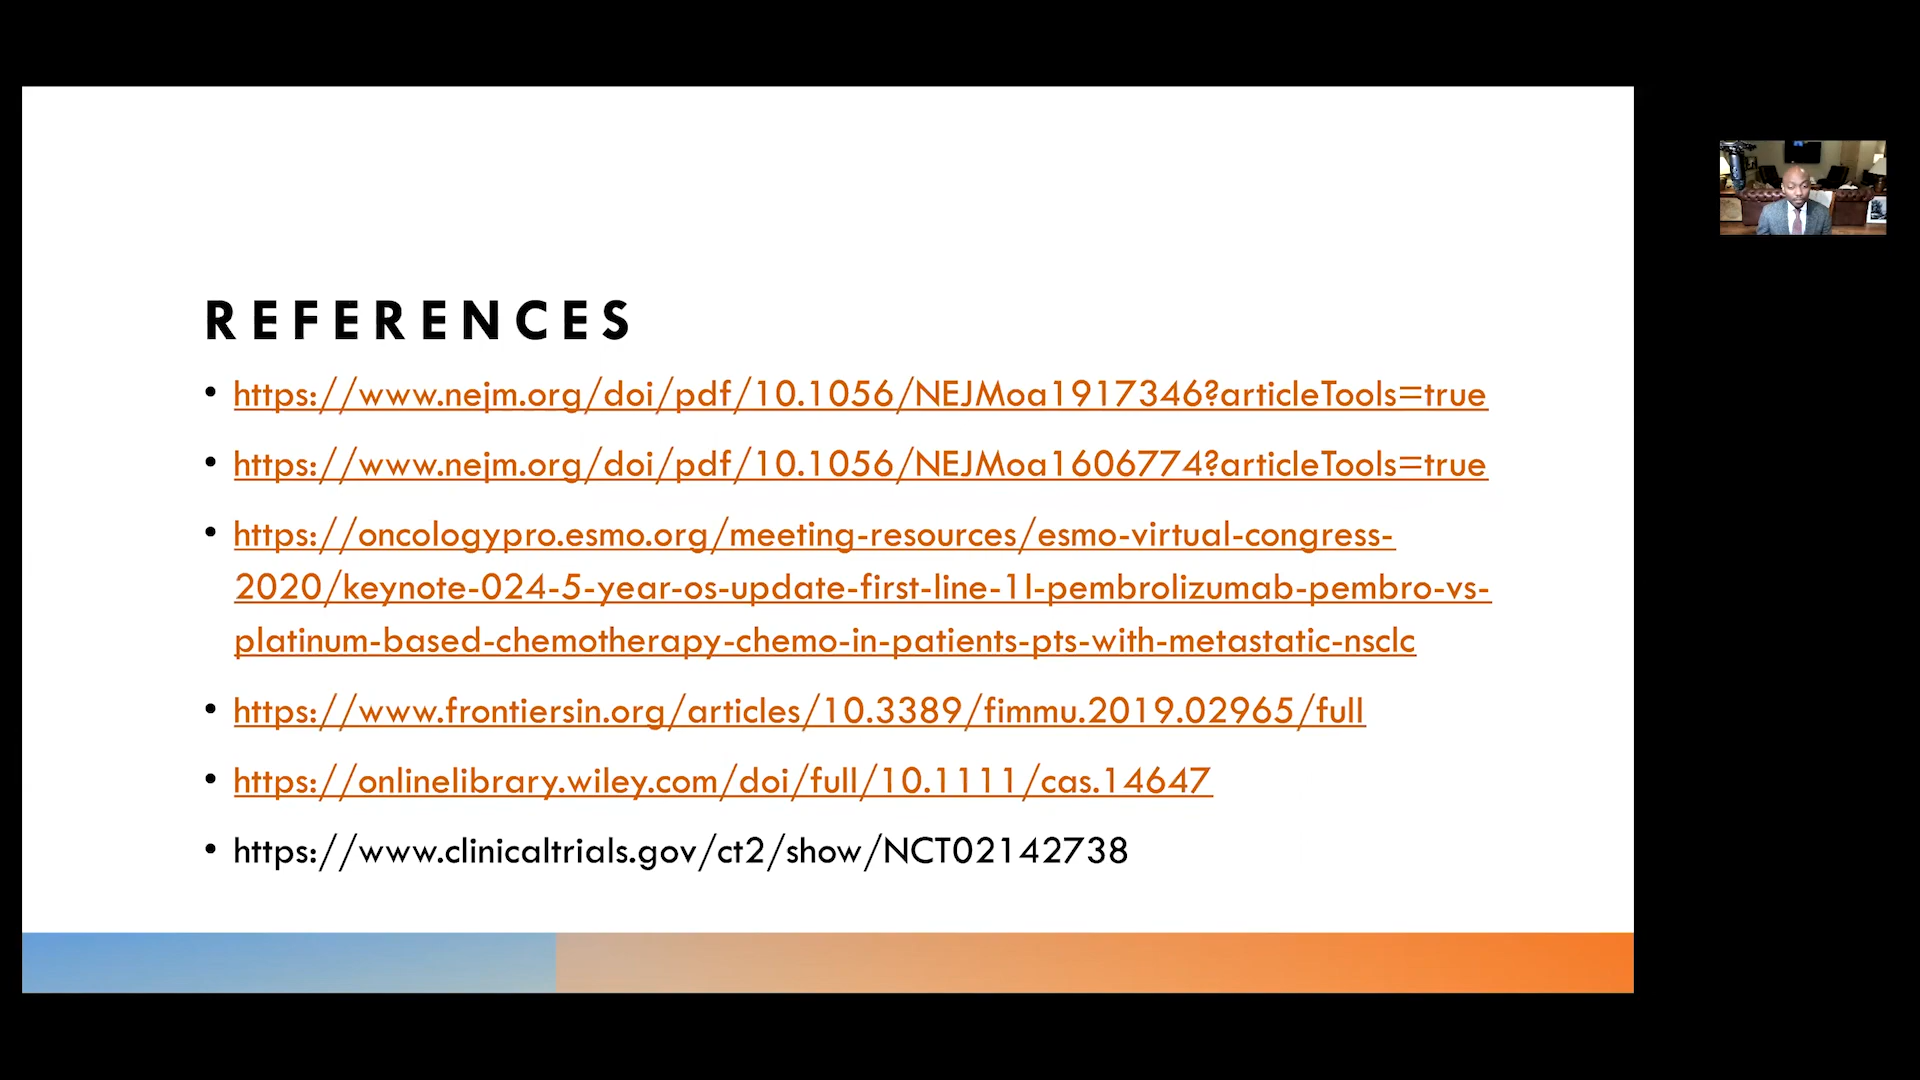 REFERENCES
• https://www.nejm.org/doi/pdf/10.1056/NEJMoa1917346?articleTools=true
• https://www.nejm.org/doi/pdf/10.1056/NEJMoa1606774?articleTools=true
• https://oncologypro.esmo.org/meeting-resources/esmo-virtual-congress-
2020/keynote-024-5-year-os-update-first-line-1l-pembrolizumab-pembro-vs-
platinum-based-chemotherapy-chemo-in-patients-pts-with-metastatic-nsclc
• https://www.frontiersin.org/articles/10.3389/fimmu.2019.02965/full
• https://onlinelibrary.wiley.com/doi/full/10.1111/cas.14647
• https://www.clinicaltrials.gov/ct2/show/NCT02142738